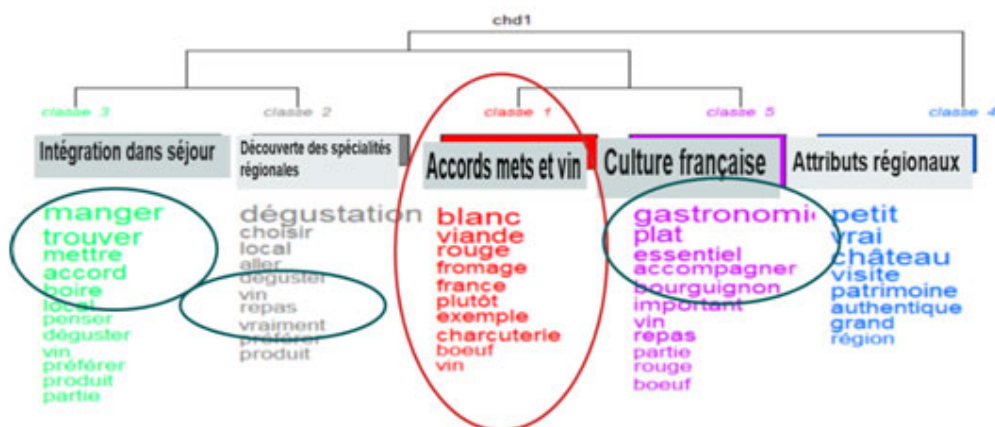 chd1
classe 3
classe 2
classe 1
classe 5
classe 4
Intégration dans séjour
Découverte des spécialités
régionales
Accords mets et vin
Culture française
Attributs régionaux
manger
trouver
mettre
accord
boire
local
penser
déguster
vin
préférer
produit
partie
dégustation
choisir
local
aller
déguster
vin
repas
vraiment
préférer
produit
blanc
viande
rouge
fromage
france
plutôt
exemple
charcuterie
boeuf
vin
gastronomi
plat
essentiel
accompagner
bourguignon
important
vin
repas
partie
rouge
boeuf
petit
vrai
château
visite
patrimoine
authentique
grand
région